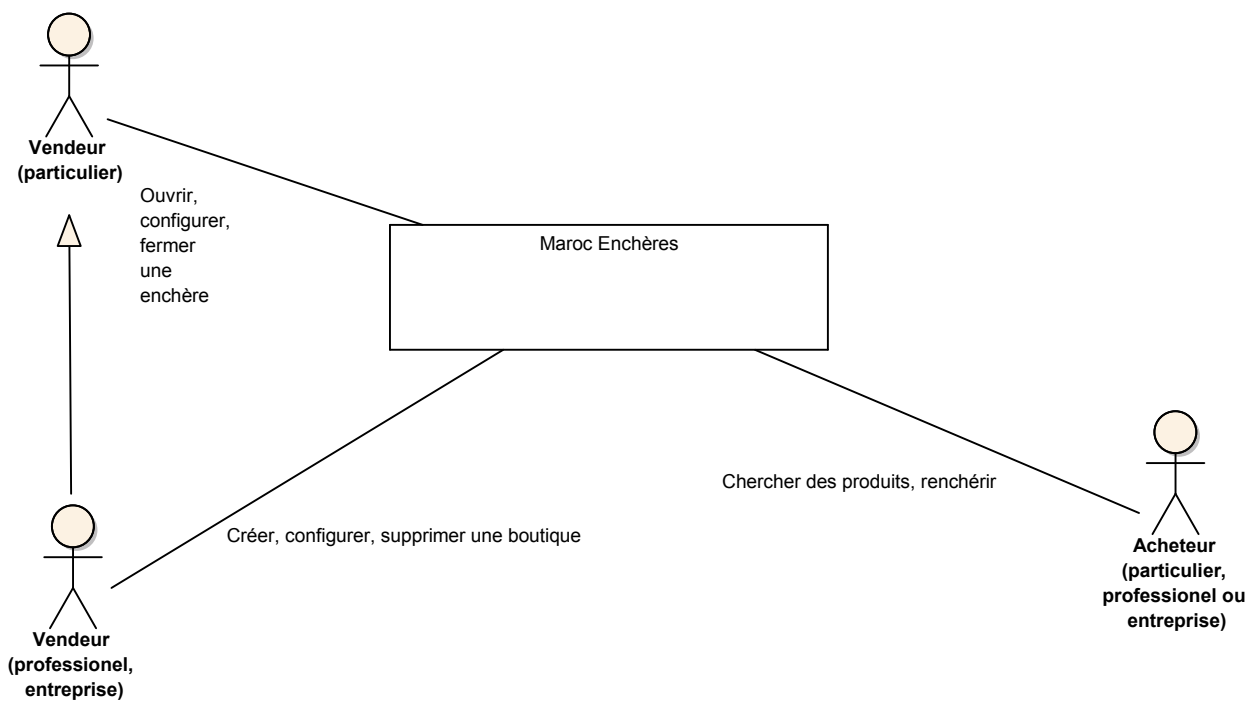 Vendeur
(particulier)
Ouvrir,
configurer,
fermer
une
enchère
Maroc Enchères
Chercher des produits, renchérir
Créer, configurer, supprimer une boutique
Acheteur
(particulier,
professionel ou
entreprise)
Vendeur
(professionel,
entreprise)